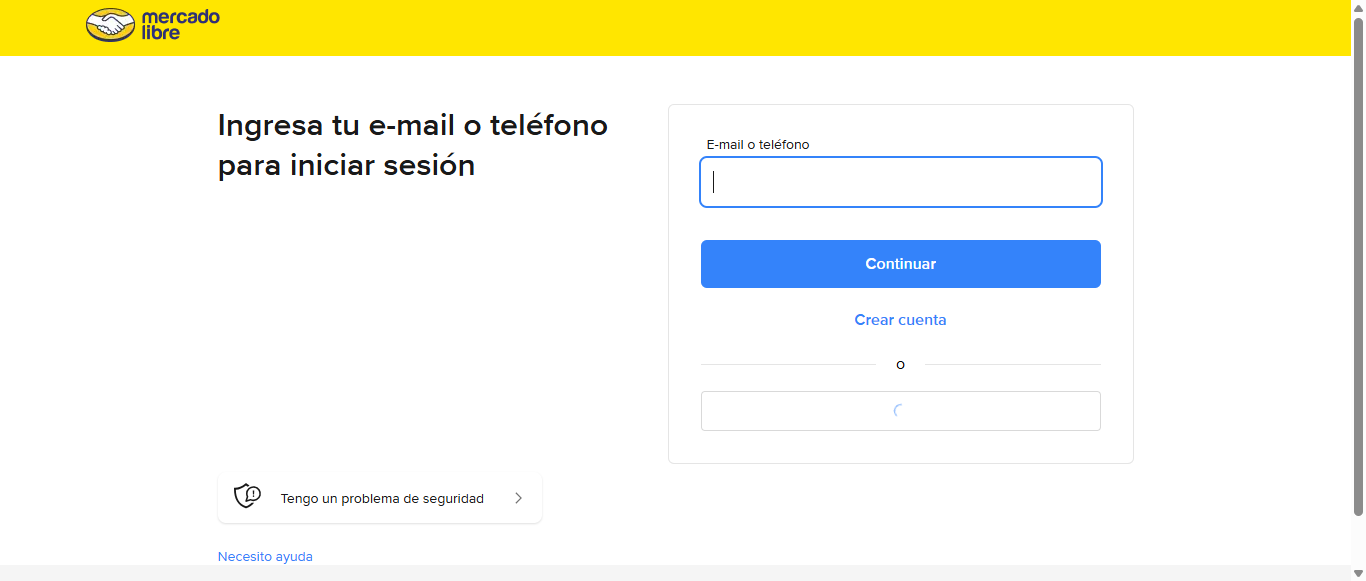 mercado
libre
Ingresa tu e-mail o teléfono
para iniciar sesión
E-mail o teléfono
Continuar
Crear cuenta
o
Tengo un problema de seguridad
Necesito ayuda